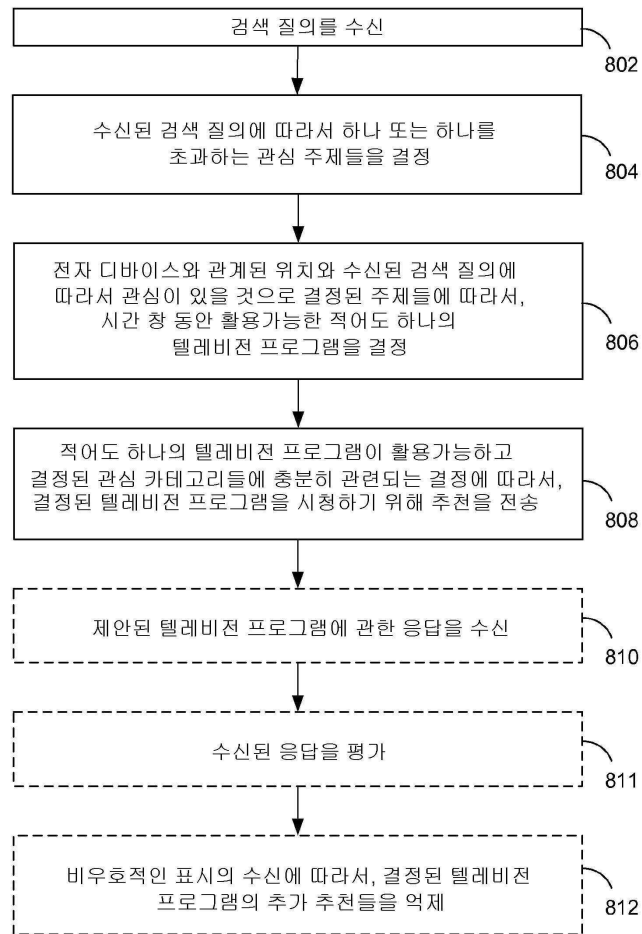 검색 질의를 수신
802
수신된 검색 질의에 따라서 하나 또는 하나를
초과하는 관심 주제들을 결정
804
전자 디바이스와 관계된 위치와 수신된 검색 질의에
따라서 관심이 있을 것으로 결정된 주제들에 따라서,
시간 창 동안 활용가능한 적어도 하나의
텔레비전 프로그램을 결정
806
적어도 하나의 텔레비전 프로그램이 활용가능하고
결정된 관심 카테고리들에 충분히 관련되는 결정에 따라서,
결정된 텔레비전 프로그램을 시청하기 위해 추천을 전송
808
제안된 텔레비전 프로그램에 관한 응답을 수신
810
수신된 응답을 평가
811
비우호적인 표시의 수신에 따라서, 결정된 텔레비전
프로그램의 추가 추천들을 억제
812